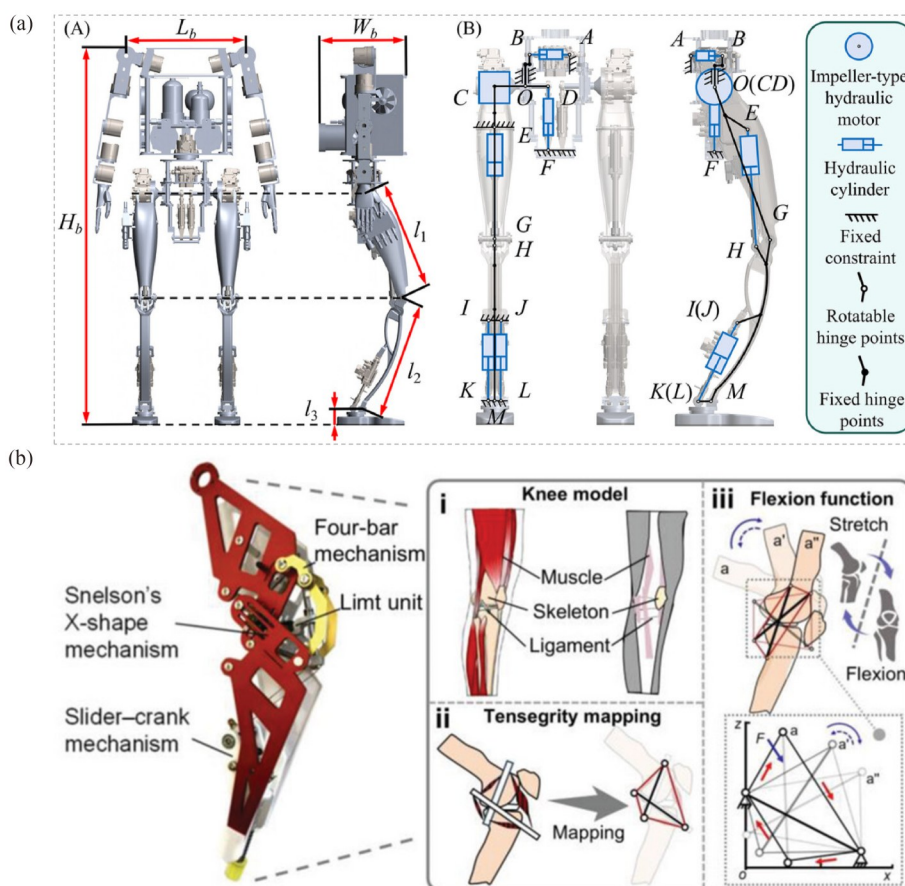 (a)
(A)
L_b
W_b
H_b
l_1
l_2
l_3
(B)
B
A
C
O
D
E
F
G
H
I
J
K
L
M
A
B
O(CD)
E
F
G
H
I(J)
K(L)
M
Impeller-type
hydraulic
motor
Hydraulic
cylinder
Fixed
constraint
Rotatable
hinge points
Fixed hinge
points
(b)
Four-bar
mechanism
Limt unit
Snelson's
X-shape
mechanism
Slider–crank
mechanism
i
Knee model
Muscle
Skeleton
Ligament
ii
Tensegrity mapping
Mapping
iii
Flexion function
a
a'
a"
Stretch
Flexion
z
F
a
a'
a"
o
x